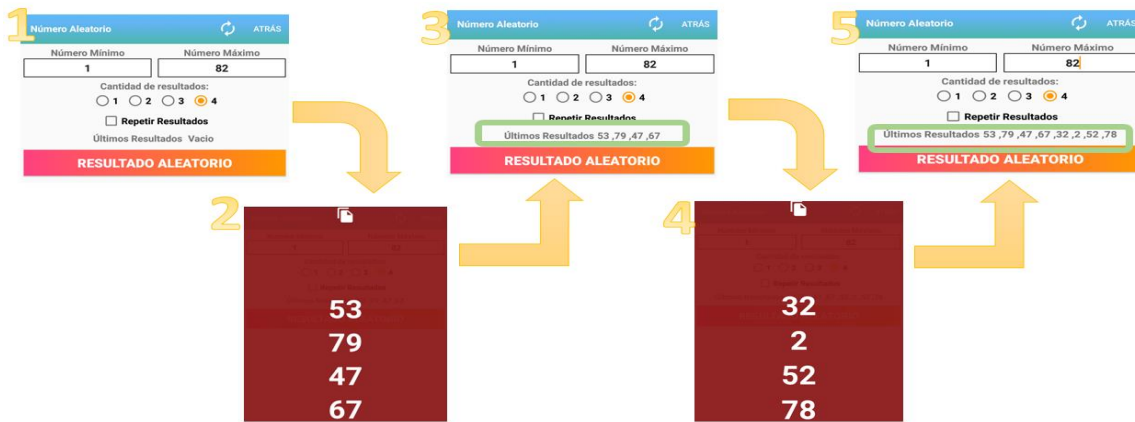 1
Número Aleatorio ATRÁS
Número Mínimo Número Máximo
1 82
Cantidad de resultados:
1 2 3 4
Repetir Resultados
Últimos Resultados Vacío
RESULTADO ALEATORIO
2
53
79
47
67
3
Número Aleatorio ATRÁS
Número Mínimo Número Máximo
1 82
Cantidad de resultados:
1 2 3 4
Repetir Resultados
Últimos Resultados 53 ,79 ,47 ,67
RESULTADO ALEATORIO
4
32
2
52
78
5
Número Aleatorio ATRÁS
Número Mínimo Número Máximo
1 82
Cantidad de resultados:
1 2 3 4
Repetir Resultados
Últimos Resultados 53 ,79 ,47 ,67 ,32 ,2 ,52 ,78
RESULTADO ALEATORIO